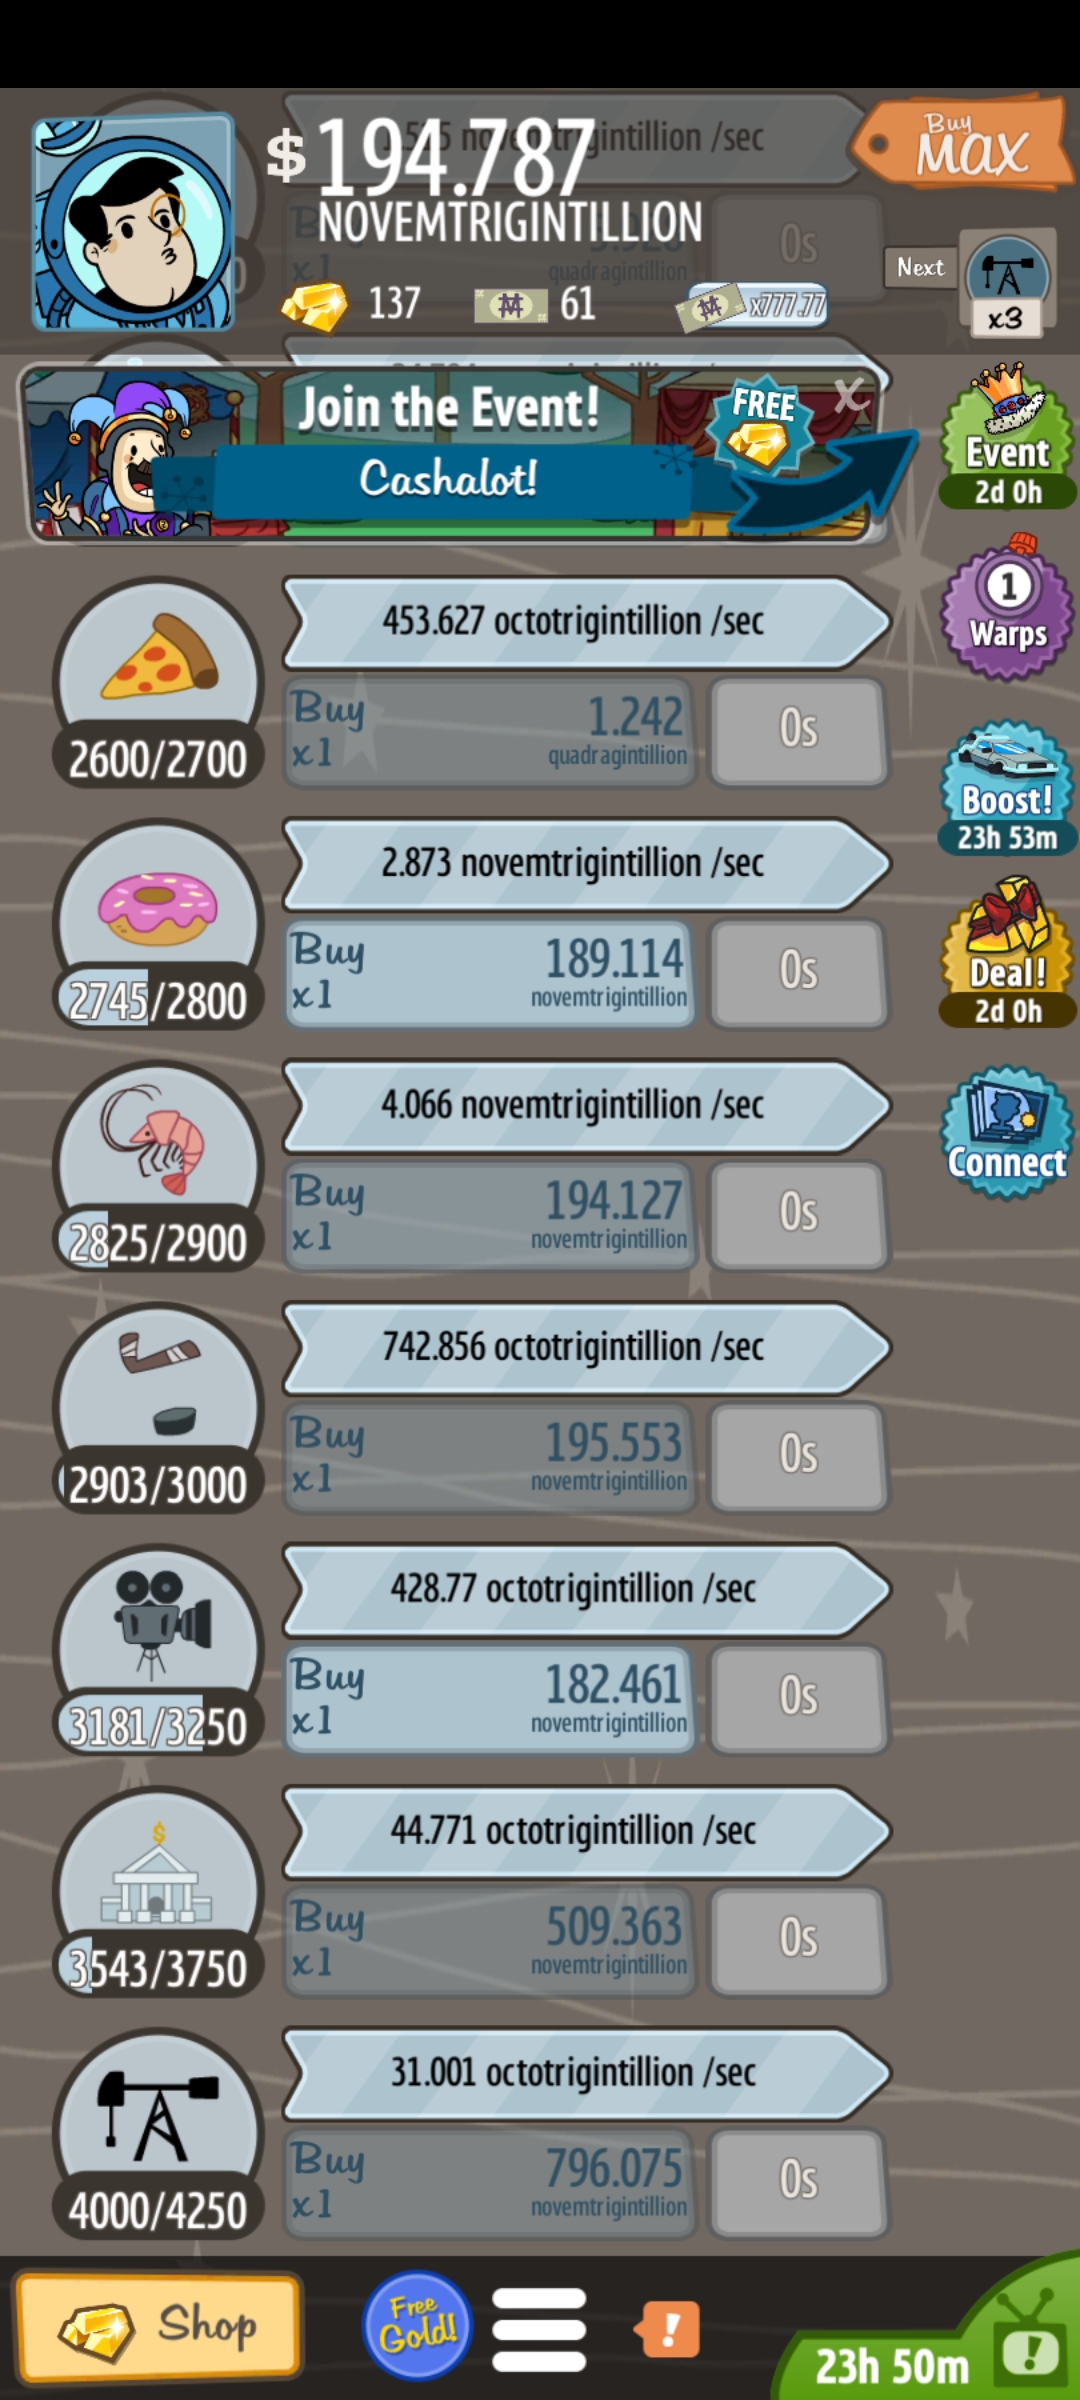 $ 194.787
NOVEMTRIGINTILLION
novemtrigintillion /sec
Buy
MAX
x1
quadragintillion
0s
Next
x3
137
61
x777.77
Join the Event!
Cashalot!
FREE
X
Event
2d 0h
1
Warps
Boost!
23h 53m
Deal!
2d 0h
Connect
453.627 octotrigintillion /sec
2600/2700
Buy
x1
1.242
quadragintillion
0s
2.873 novemtrigintillion /sec
2745/2800
Buy
x1
189.114
novemtrigintillion
0s
4.066 novemtrigintillion /sec
2825/2900
Buy
x1
194.127
novemtrigintillion
0s
742.856 octotrigintillion /sec
2903/3000
Buy
x1
195.553
novemtrigintillion
0s
428.77 octotrigintillion /sec
3181/3250
Buy
x1
182.461
novemtrigintillion
0s
44.771 octotrigintillion /sec
$
3543/3750
Buy
x1
509.363
novemtrigintillion
0s
31.001 octotrigintillion /sec
4000/4250
Buy
x1
796.075
novemtrigintillion
0s
Shop
Free
Gold!
!
23h 50m
!